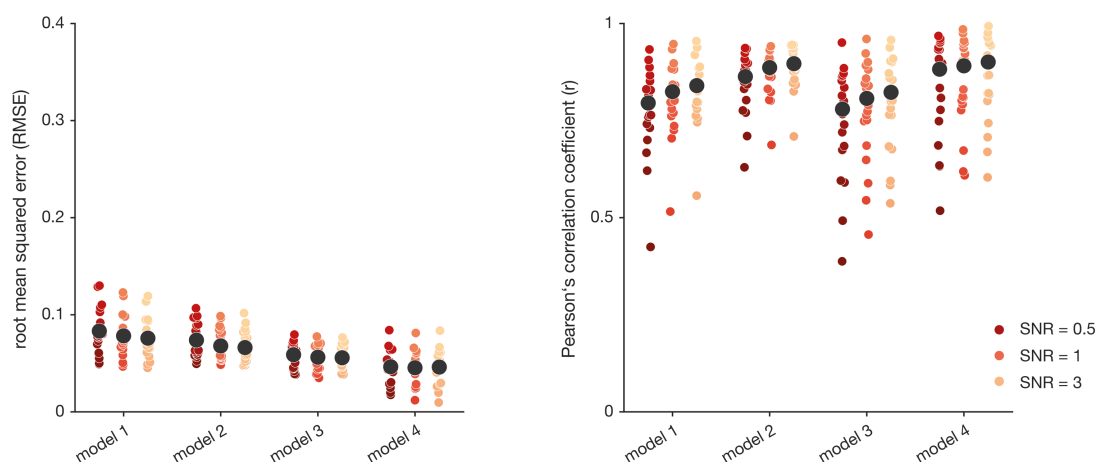 root mean squared error (RMSE)
0.4
0.3
0.2
0.1
0
model 1
model 2
model 3
model 4
Pearson‘s correlation coefficient (r)
1
0.5
0
model 1
model 2
model 3
model 4
SNR = 0.5
SNR = 1
SNR = 3